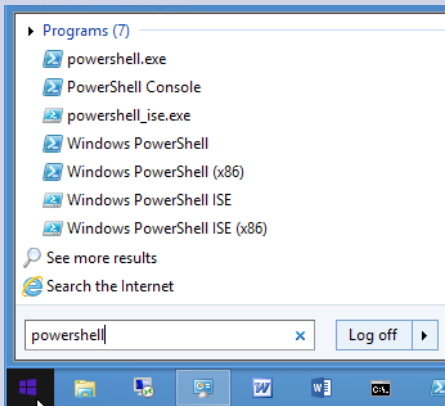 Programs (7)
powershell.exe
PowerShell Console
powershell_ise.exe
Windows PowerShell
Windows PowerShell (x86)
Windows PowerShell ISE
Windows PowerShell ISE (x86)
See more results
Search the Internet
powershell
Log off
C:\.